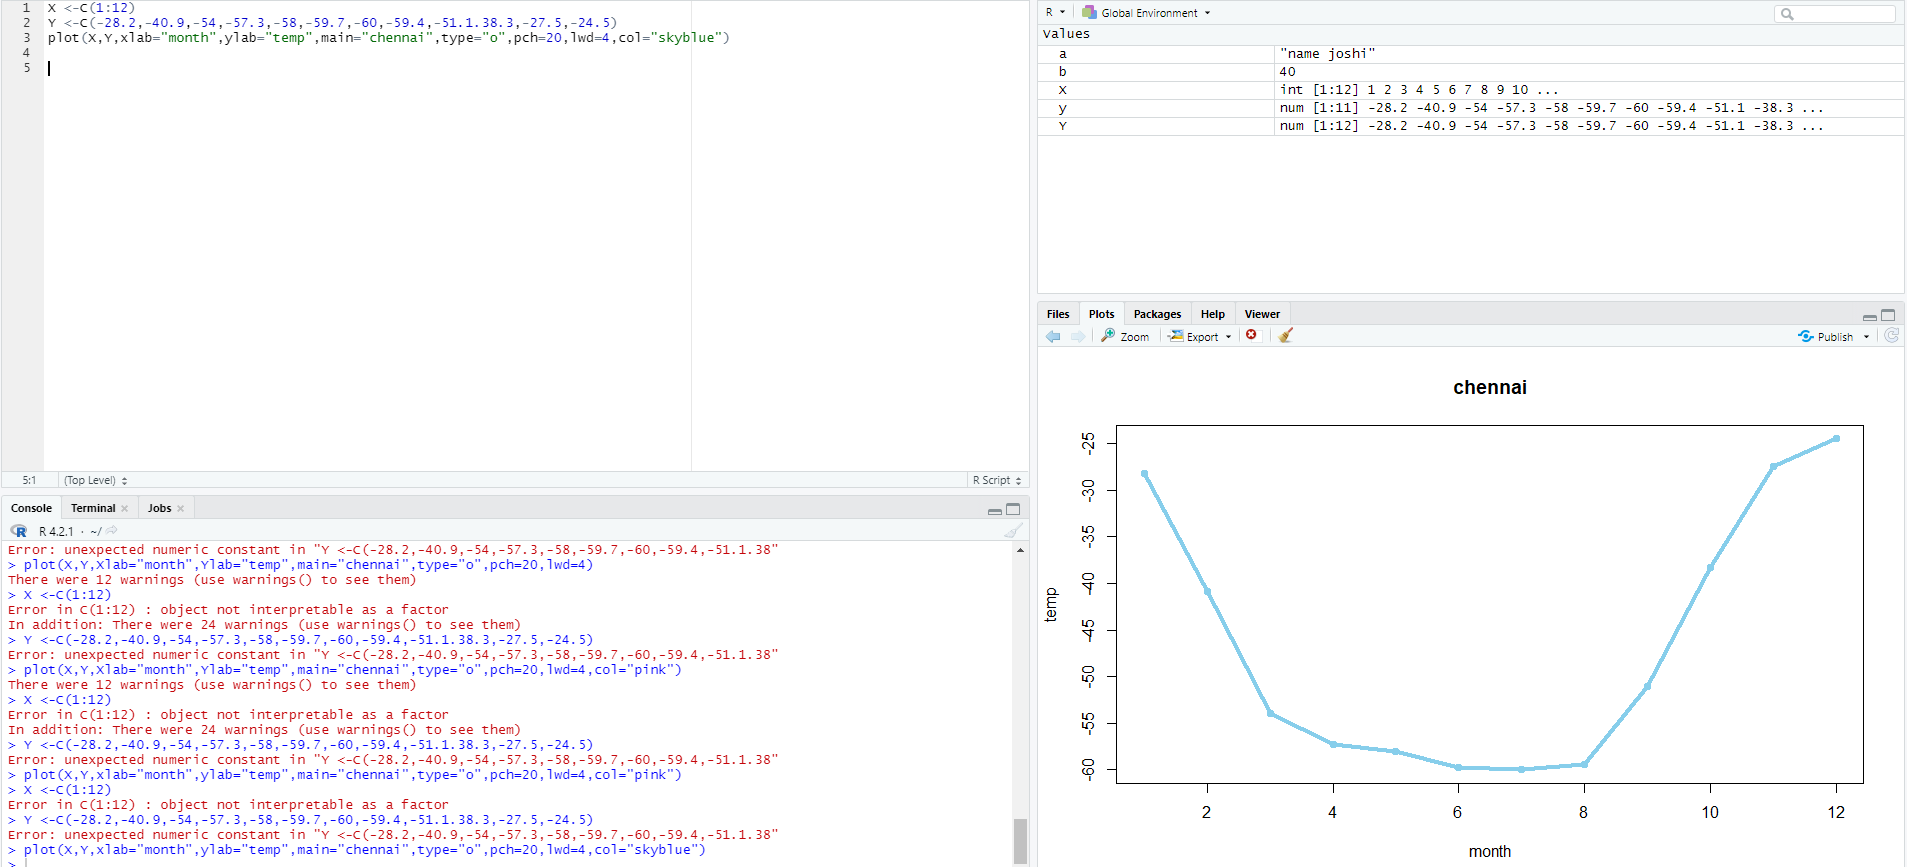 1 X <-C(1:12)
2 Y <-C(-28.2,-40.9,-54,-57.3,-58,-59.7,-60,-59.4,-51.1.38.3,-27.5,-24.5)
3 plot(X,Y,xlab="month",ylab="temp",main="chennai",type="o",pch=20,lwd=4,col="skyblue")
4
5
5:1 (Top Level) R Script
Console Terminal Jobs
R 4.2.1 · ~/
Error: unexpected numeric constant in "Y <-C(-28.2,-40.9,-54,-57.3,-58,-59.7,-60,-59.4,-51.1.38"
> plot(X,Y,Xlab="month",Ylab="temp",main="chennai",type="o",pch=20,lwd=4)
There were 12 warnings (use warnings() to see them)
> X <-C(1:12)
Error in C(1:12) : object not interpretable as a factor
In addition: There were 24 warnings (use warnings() to see them)
> Y <-C(-28.2,-40.9,-54,-57.3,-58,-59.7,-60,-59.4,-51.1.38.3,-27.5,-24.5)
Error: unexpected numeric constant in "Y <-C(-28.2,-40.9,-54,-57.3,-58,-59.7,-60,-59.4,-51.1.38"
> plot(X,Y,Xlab="month",Ylab="temp",main="chennai",type="o",pch=20,lwd=4,col="pink")
There were 12 warnings (use warnings() to see them)
> X <-C(1:12)
Error in C(1:12) : object not interpretable as a factor
In addition: There were 24 warnings (use warnings() to see them)
> Y <-C(-28.2,-40.9,-54,-57.3,-58,-59.7,-60,-59.4,-51.1.38.3,-27.5,-24.5)
Error: unexpected numeric constant in "Y <-C(-28.2,-40.9,-54,-57.3,-58,-59.7,-60,-59.4,-51.1.38"
> plot(X,Y,xlab="month",ylab="temp",main="chennai",type="o",pch=20,lwd=4,col="pink")
> X <-C(1:12)
Error in C(1:12) : object not interpretable as a factor
> Y <-C(-28.2,-40.9,-54,-57.3,-58,-59.7,-60,-59.4,-51.1.38.3,-27.5,-24.5)
Error: unexpected numeric constant in "Y <-C(-28.2,-40.9,-54,-57.3,-58,-59.7,-60,-59.4,-51.1.38"
> plot(X,Y,xlab="month",ylab="temp",main="chennai",type="o",pch=20,lwd=4,col="skyblue")
>
R Global Environment
Values
a "name joshi"
b 40
X int [1:12] 1 2 3 4 5 6 7 8 9 10 ...
y num [1:11] -28.2 -40.9 -54 -57.3 -58 -59.7 -60 -59.4 -51.1 -38.3 ...
Y num [1:12] -28.2 -40.9 -54 -57.3 -58 -59.7 -60 -59.4 -51.1 -38.3 ...
Files Plots Packages Help Viewer
Zoom Export Publish
chennai
-25
-30
-35
-40
-45
-50
-55
-60
temp
2 4 6 8 10 12
month